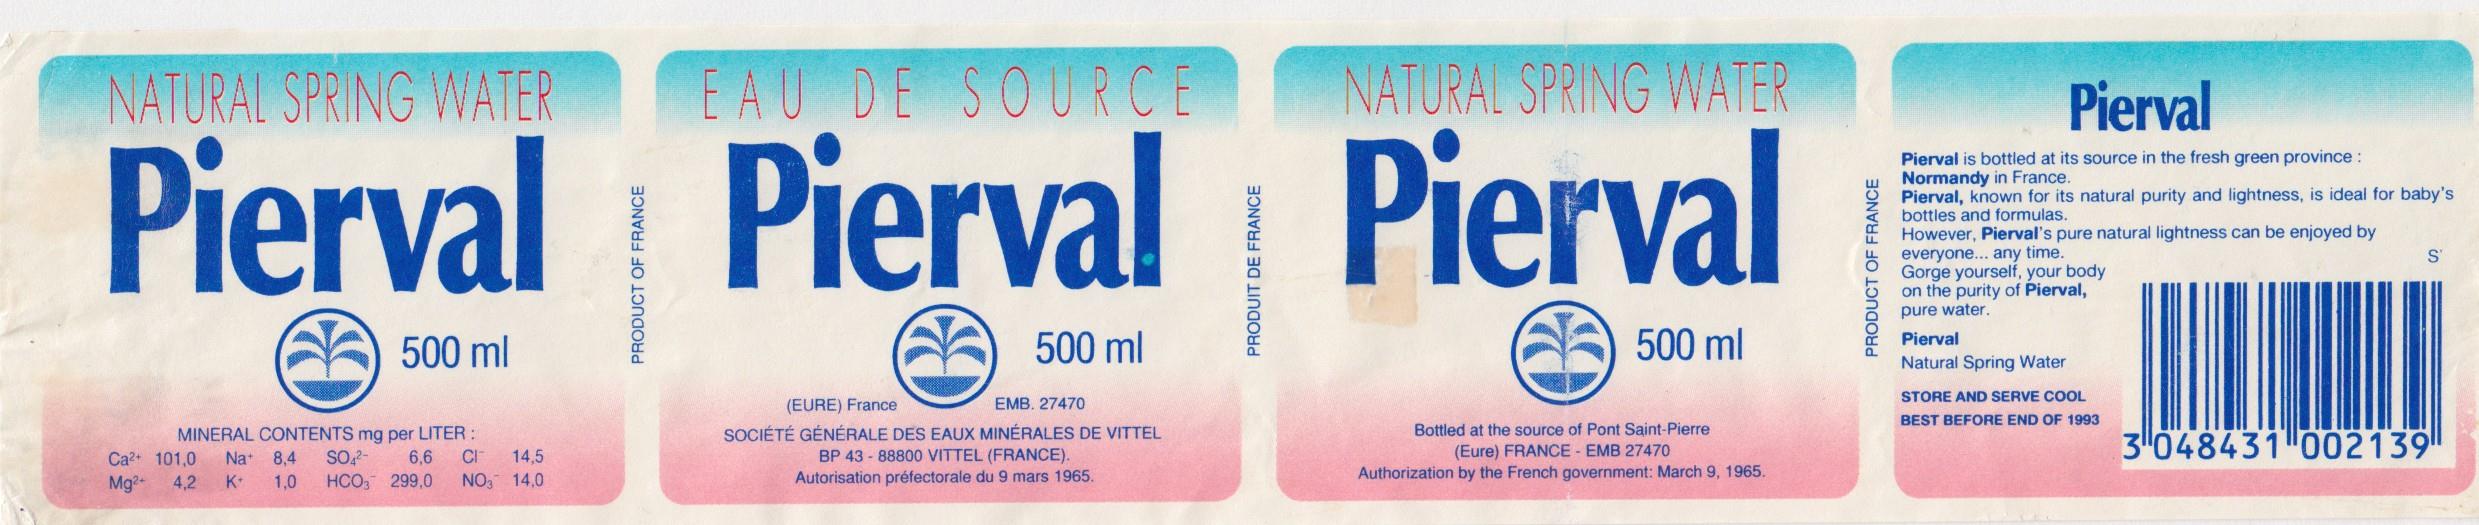 NATURAL SPRING WATER
Pierval
500 ml
MINERAL CONTENTS mg per LITER :
Ca²⁺ 101,0 Na⁺ 8,4 SO₄²⁻ 6,6 Cl⁻ 14,5
Mg²⁺ 4,2 K⁺ 1,0 HCO₃⁻ 299,0 NO₃⁻ 14,0
PRODUCT OF FRANCE
EAU DE SOURCE
Pierval
500 ml
(EURE) France EMB. 27470
SOCIÉTÉ GÉNÉRALE DES EAUX MINÉRALES DE VITTEL
BP 43 - 88800 VITTEL (FRANCE).
Autorisation préfectorale du 9 mars 1965.
PRODUIT DE FRANCE
NATURAL SPRING WATER
Pierval
500 ml
Bottled at the source of Pont Saint-Pierre
(Eure) FRANCE - EMB 27470
Authorization by the French government: March 9, 1965.
PRODUCT OF FRANCE
Pierval
Pierval is bottled at its source in the fresh green province :
Normandy in France.
Pierval, known for its natural purity and lightness, is ideal for baby's
bottles and formulas.
However, Pierval's pure natural lightness can be enjoyed by
everyone... any time.
Gorge yourself, your body
on the purity of Pierval,
pure water.
S'
Pierval
Natural Spring Water
STORE AND SERVE COOL
BEST BEFORE END OF 1993
3 048431 002139